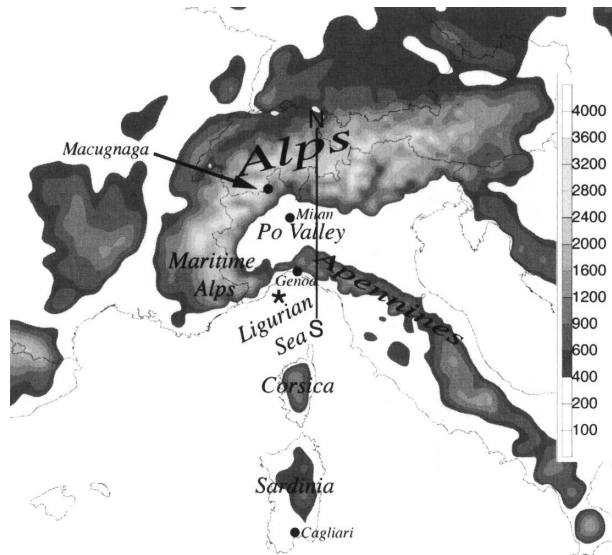 N
Alps
Macugnaga
Milan
Po Valley
Maritime
Alps
Genoa
Apennines
Ligurian
Sea
S
Corsica
Sardinia
Cagliari
4000
3600
3200
2800
2400
2000
1600
1200
900
600
400
200
100